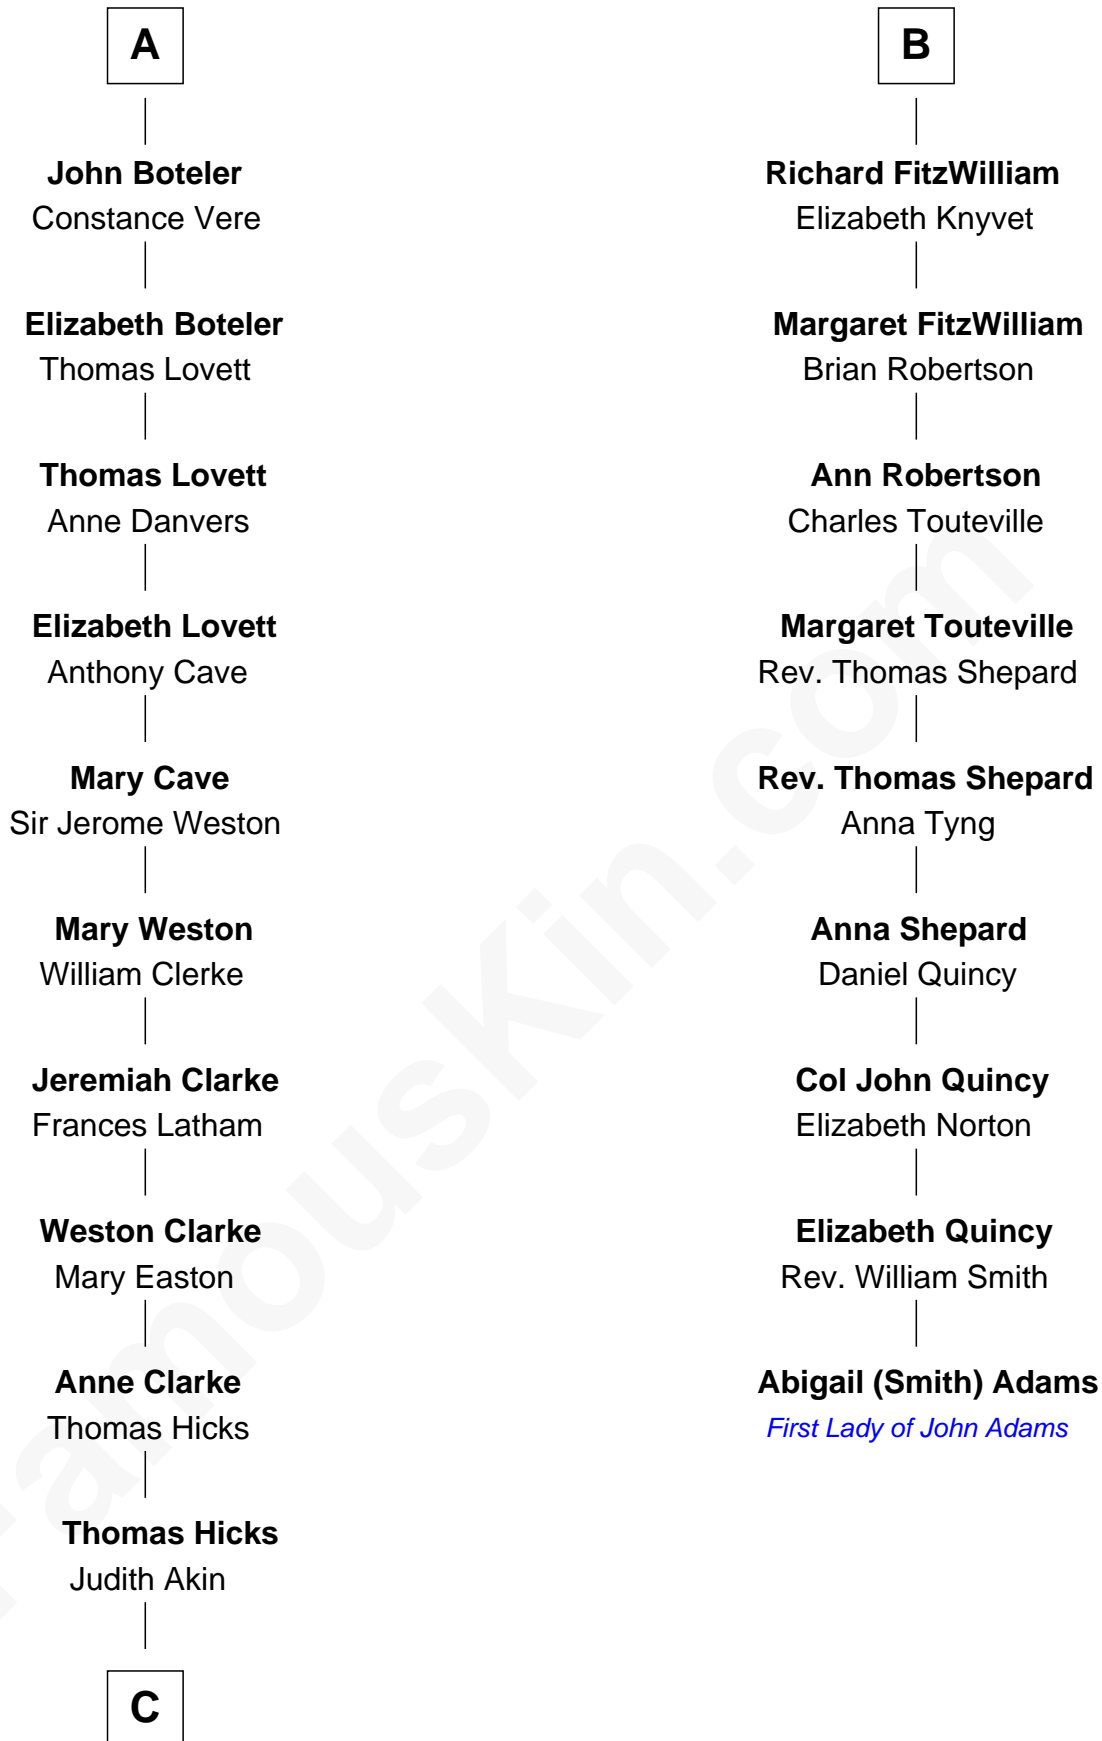 A
John Boteler
Constance Vere
Elizabeth Boteler
Thomas Lovett
Thomas Lovett
Anne Danvers
Elizabeth Lovett
Anthony Cave
Mary Cave
Sir Jerome Weston
Mary Weston
William Clerke
Jeremiah Clarke
Frances Latham
Weston Clarke
Mary Easton
Anne Clarke
Thomas Hicks
Thomas Hicks
Judith Akin
C
B
Richard FitzWilliam
Elizabeth Knyvet
Margaret FitzWilliam
Brian Robertson
Ann Robertson
Charles Touteville
Margaret Touteville
Rev. Thomas Shepard
Rev. Thomas Shepard
Anna Tyng
Anna Shepard
Daniel Quincy
Col John Quincy
Elizabeth Norton
Elizabeth Quincy
Rev. William Smith
Abigail (Smith) Adams
First Lady of John Adams
FamousKin.com